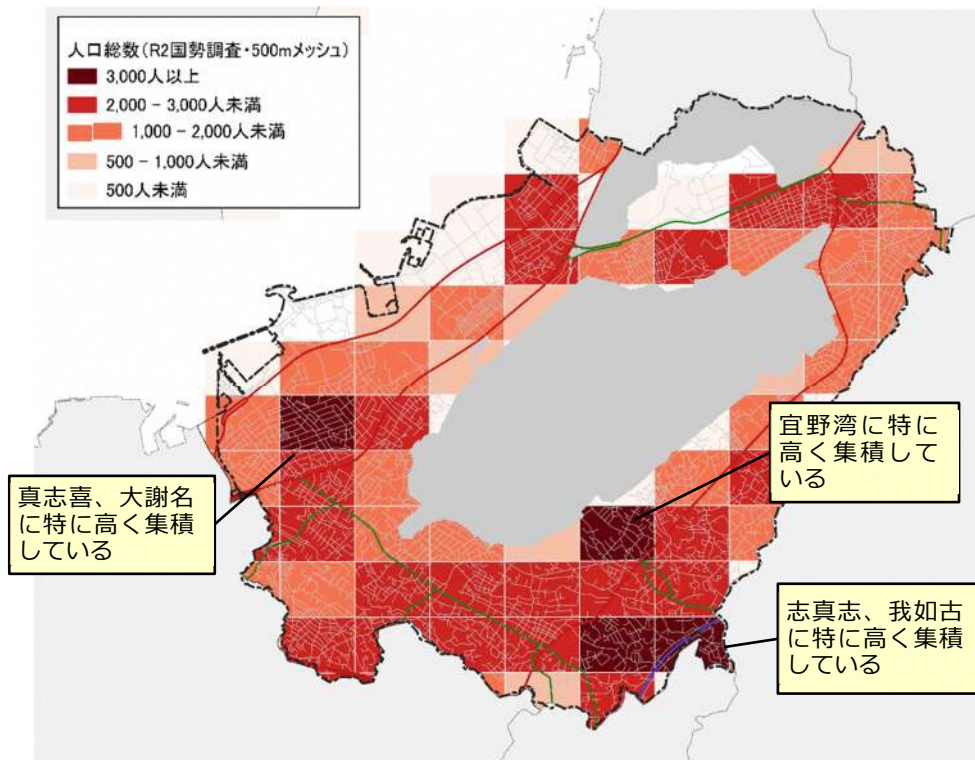 人口総数(R2国勢調査・500mメッシュ)
3,000人以上
2,000 - 3,000人未満
1,000 - 2,000人未満
500 - 1,000人未満
500人未満
宜野湾に特に
高く集積して
いる
真志喜、大謝名
に特に高く集積
している
志真志、我如古
に特に高く集積
している